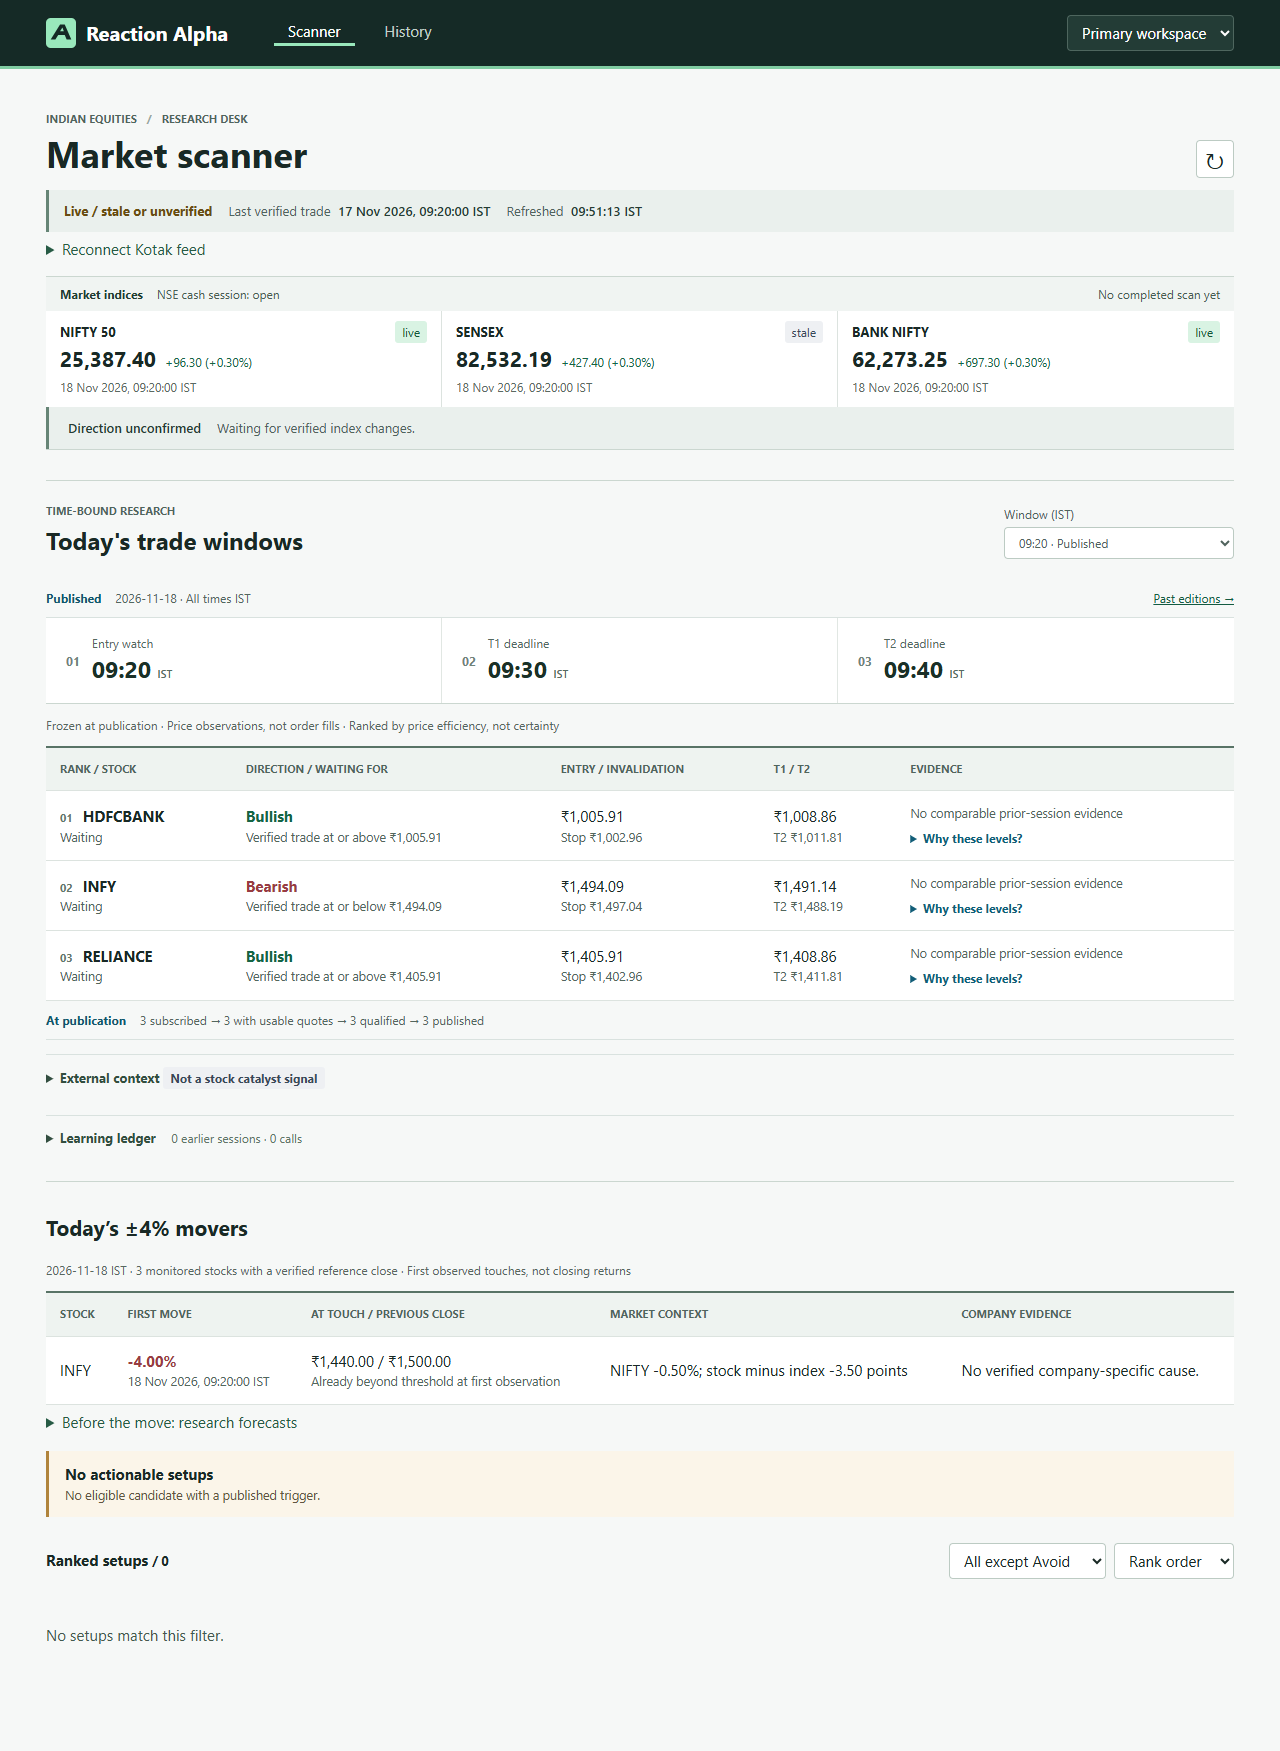 A Reaction Alpha Scanner History Primary workspace
INDIAN EQUITIES / RESEARCH DESK
Market scanner
Live / stale or unverified Last verified trade 17 Nov 2026, 09:20:00 IST Refreshed 09:51:13 IST
Reconnect Kotak feed
Market indices NSE cash session: open No completed scan yet
NIFTY 50 live
25,387.40 +96.30 (+0.30%)
18 Nov 2026, 09:20:00 IST
SENSEX stale
82,532.19 +427.40 (+0.30%)
18 Nov 2026, 09:20:00 IST
BANK NIFTY live
62,273.25 +697.30 (+0.30%)
18 Nov 2026, 09:20:00 IST
Direction unconfirmed Waiting for verified index changes.
TIME-BOUND RESEARCH
Today's trade windows
Window (IST)
09:20 · Published
Published 2026-11-18 · All times IST Past editions →
01 Entry watch
09:20 IST
02 T1 deadline
09:30 IST
03 T2 deadline
09:40 IST
Frozen at publication · Price observations, not order fills · Ranked by price efficiency, not certainty
RANK / STOCK DIRECTION / WAITING FOR ENTRY / INVALIDATION T1 / T2 EVIDENCE
01 HDFCBANK Bullish ₹1,005.91 ₹1,008.86 No comparable prior-session evidence
Waiting Verified trade at or above ₹1,005.91 Stop ₹1,002.96 T2 ₹1,011.81 Why these levels?
02 INFY Bearish ₹1,494.09 ₹1,491.14 No comparable prior-session evidence
Waiting Verified trade at or below ₹1,494.09 Stop ₹1,497.04 T2 ₹1,488.19 Why these levels?
03 RELIANCE Bullish ₹1,405.91 ₹1,408.86 No comparable prior-session evidence
Waiting Verified trade at or above ₹1,405.91 Stop ₹1,402.96 T2 ₹1,411.81 Why these levels?
At publication 3 subscribed → 3 with usable quotes → 3 qualified → 3 published
External context Not a stock catalyst signal
Learning ledger 0 earlier sessions · 0 calls
Today’s ±4% movers
2026-11-18 IST · 3 monitored stocks with a verified reference close · First observed touches, not closing returns
STOCK FIRST MOVE AT TOUCH / PREVIOUS CLOSE MARKET CONTEXT COMPANY EVIDENCE
INFY -4.00% ₹1,440.00 / ₹1,500.00 NIFTY -0.50%; stock minus index -3.50 points No verified company-specific cause.
18 Nov 2026, 09:20:00 IST Already beyond threshold at first observation
Before the move: research forecasts
No actionable setups
No eligible candidate with a published trigger.
Ranked setups / 0 All except Avoid Rank order
No setups match this filter.